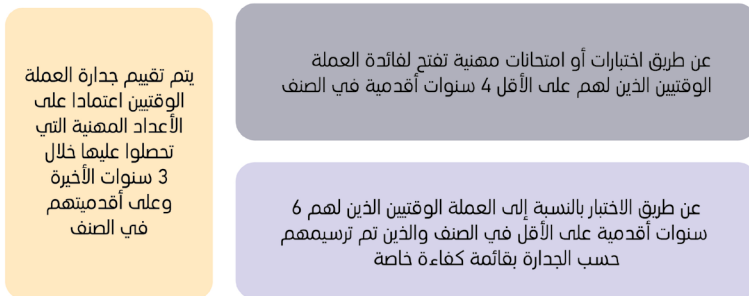 عن طريق اختبارات أو امتحانات مهنية تفتح لفائدة العملة
الوقتيين الذين لهم على الأقل 4 سنوات أقدمية في الصنف
عن طريق الاختبار بالنسبة إلى العملة الوقتيين الذين لهم 6
سنوات أقدمية على الأقل في الصنف والذين تم ترسيمهم
حسب الجدارة بقائمة كفاءة خاصة
يتم تقييم جدارة العملة
الوقتيين اعتمادا على
الأعداد المهنية التي
تحصلوا عليها خلال
3 سنوات الأخيرة
وعلى أقدميتهم
في الصنف